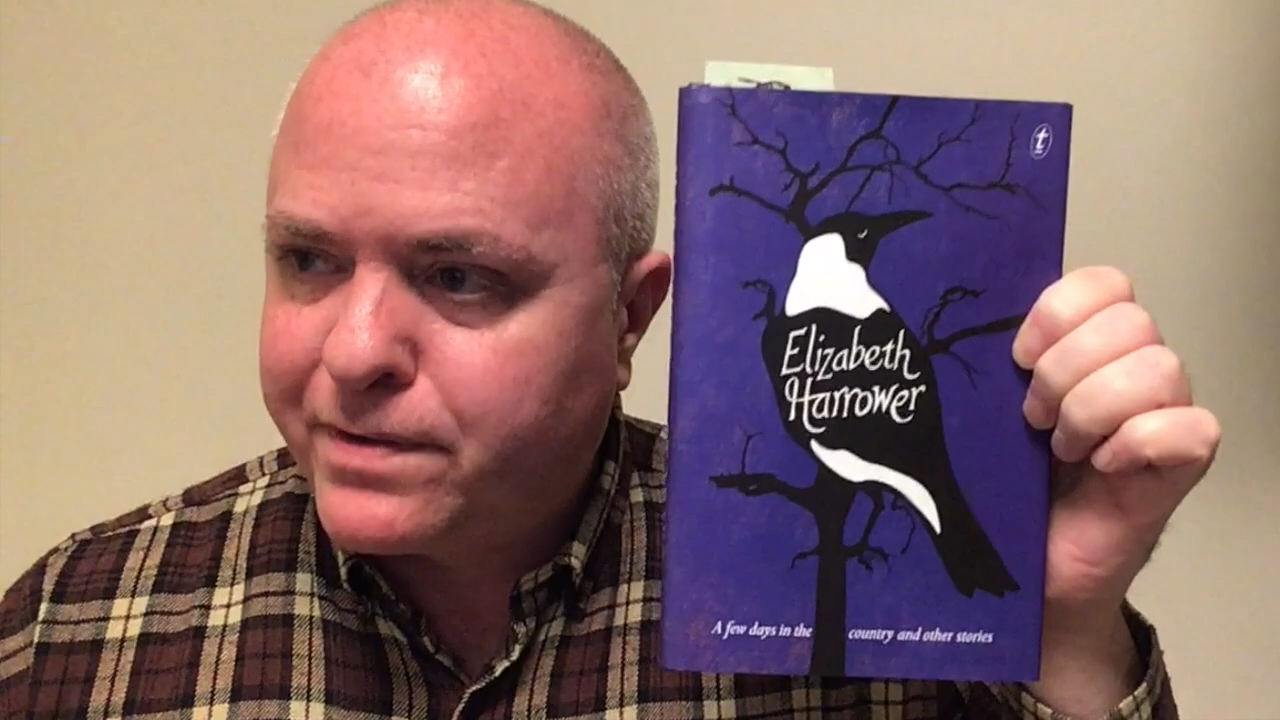 t
Elizabeth
Harrower
A few days in the country and other stories